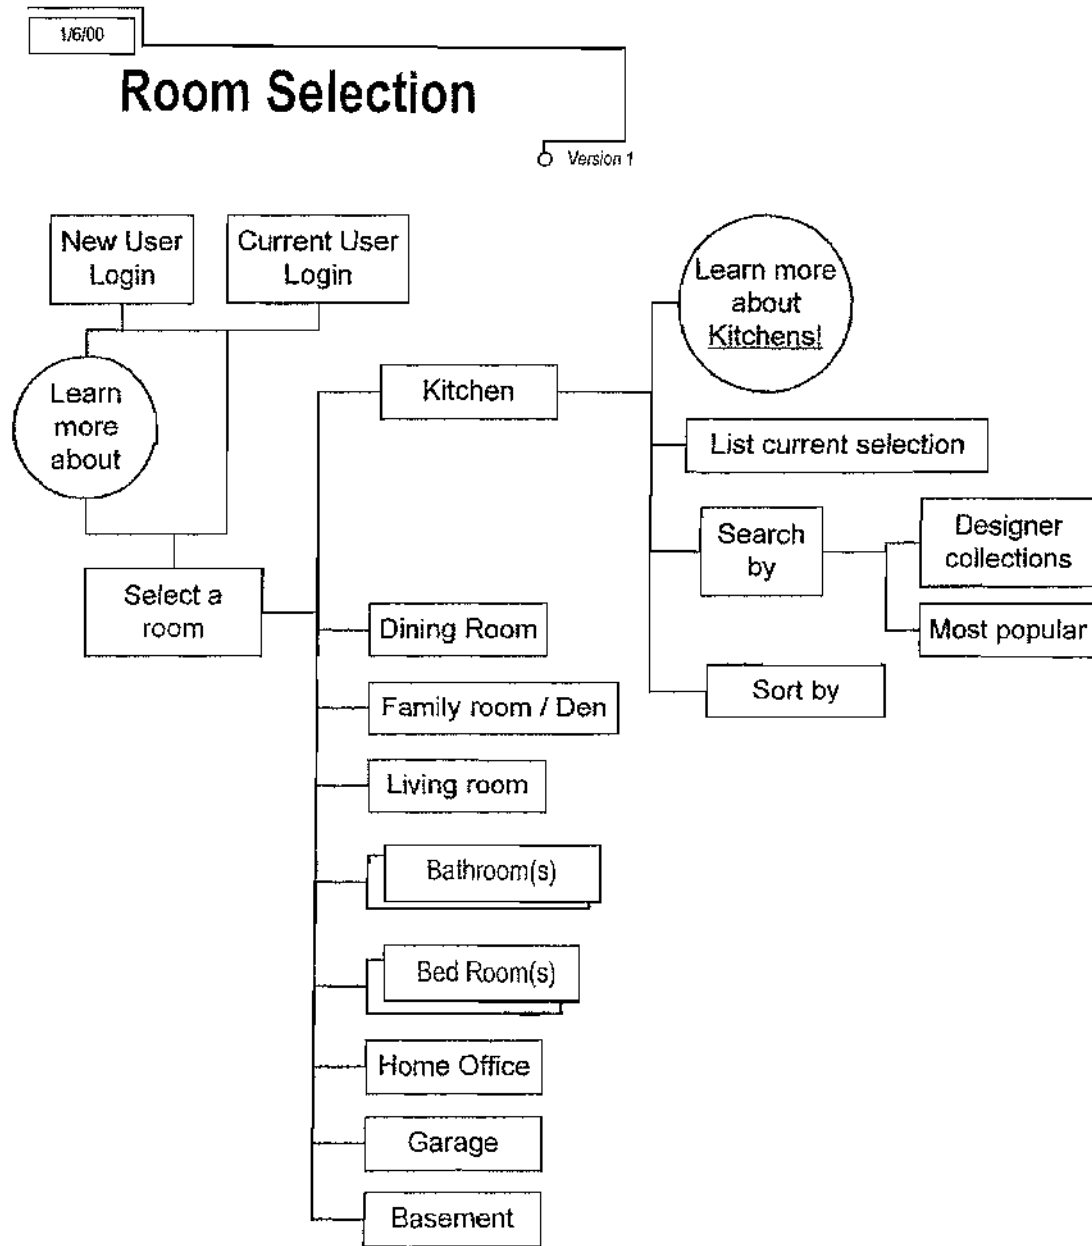 1/6/00
Room Selection
Version 1
New User
Login
Current User
Login
Learn
more
about
Select a
room
Kitchen
Dining Room
Family room / Den
Living room
Bathroom(s)
Bed Room(s)
Home Office
Garage
Basement
Learn more
about
Kitchens!
List current selection
Search
by
Designer
collections
Most popular
Sort by